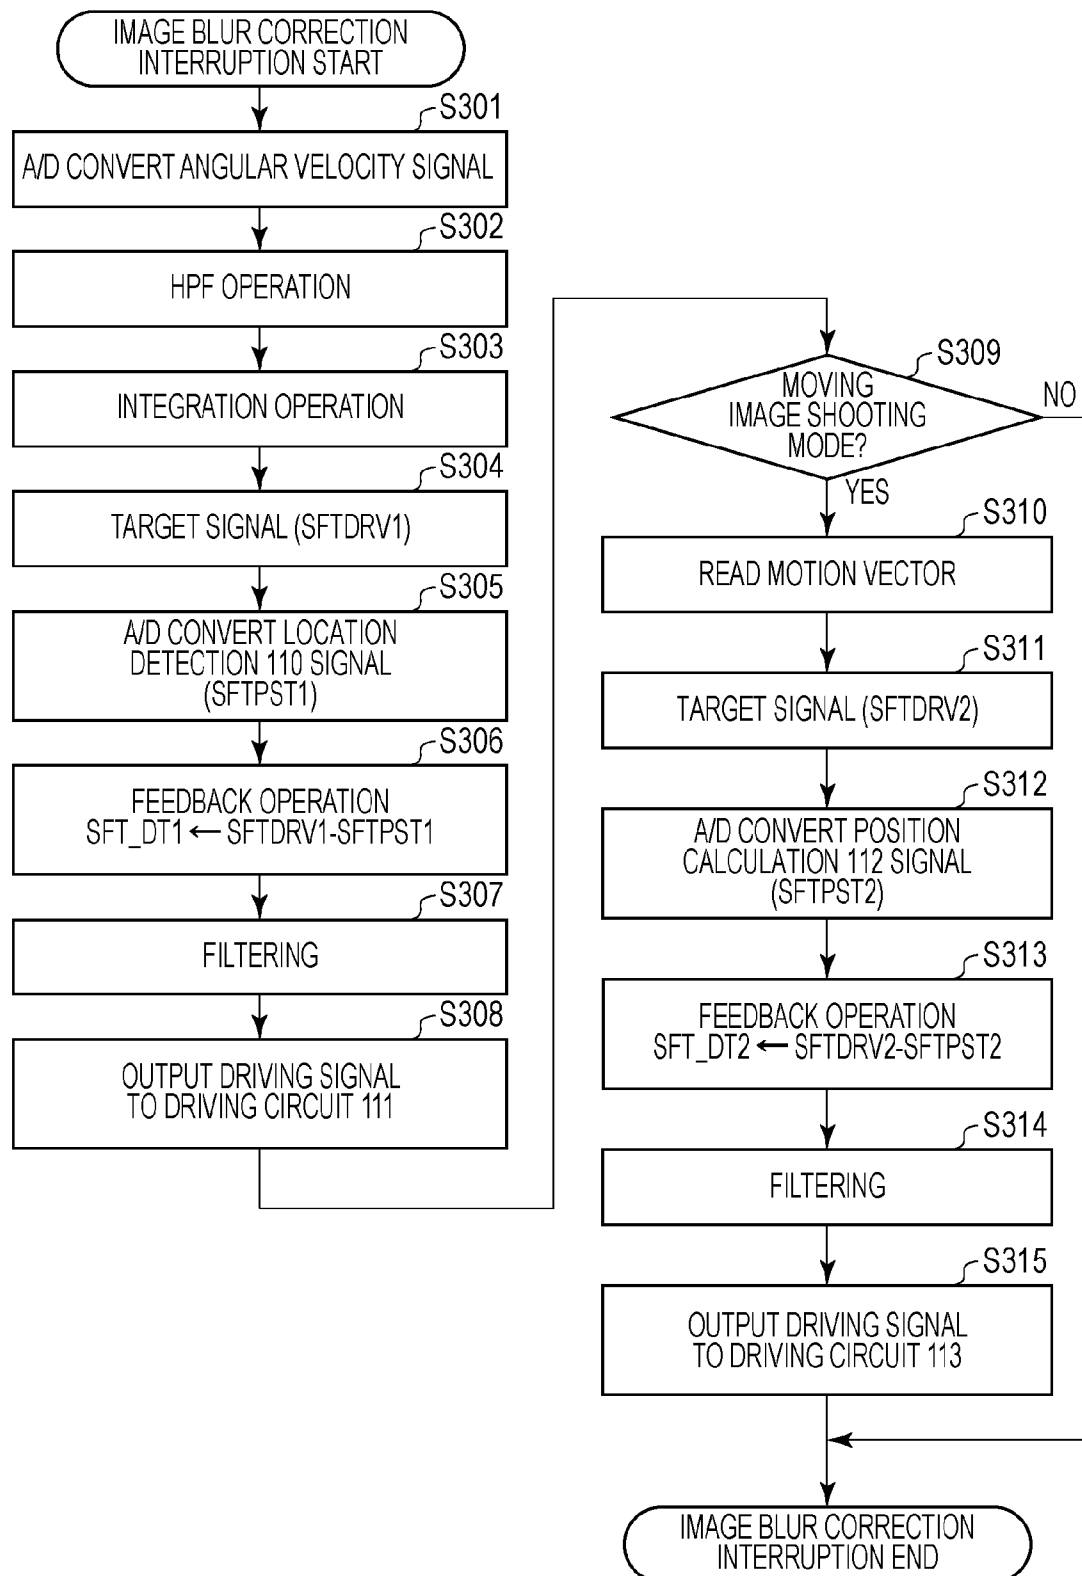 IMAGE BLUR CORRECTION
INTERRUPTION START
S301
A/D CONVERT ANGULAR VELOCITY SIGNAL
S302
HPF OPERATION
S303
INTEGRATION OPERATION
S304
TARGET SIGNAL (SFTDRV1)
S305
A/D CONVERT LOCATION
DETECTION 110 SIGNAL
(SFTPST1)
S306
FEEDBACK OPERATION
SFT_DT1 ← SFTDRV1-SFTPST1
S307
FILTERING
S308
OUTPUT DRIVING SIGNAL
TO DRIVING CIRCUIT 111
S309
MOVING
IMAGE SHOOTING
MODE?
NO
YES
S310
READ MOTION VECTOR
S311
TARGET SIGNAL (SFTDRV2)
S312
A/D CONVERT POSITION
CALCULATION 112 SIGNAL
(SFTPST2)
S313
FEEDBACK OPERATION
SFT_DT2 ← SFTDRV2-SFTPST2
S314
FILTERING
S315
OUTPUT DRIVING SIGNAL
TO DRIVING CIRCUIT 113
IMAGE BLUR CORRECTION
INTERRUPTION END